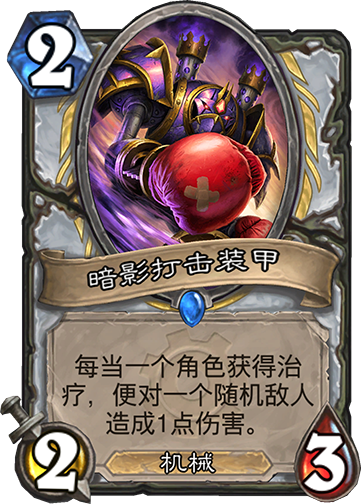 2
暗影打击装甲
每当一个角色获得治
疗，便对一个随机敌人
造成1点伤害。
2
机械
3